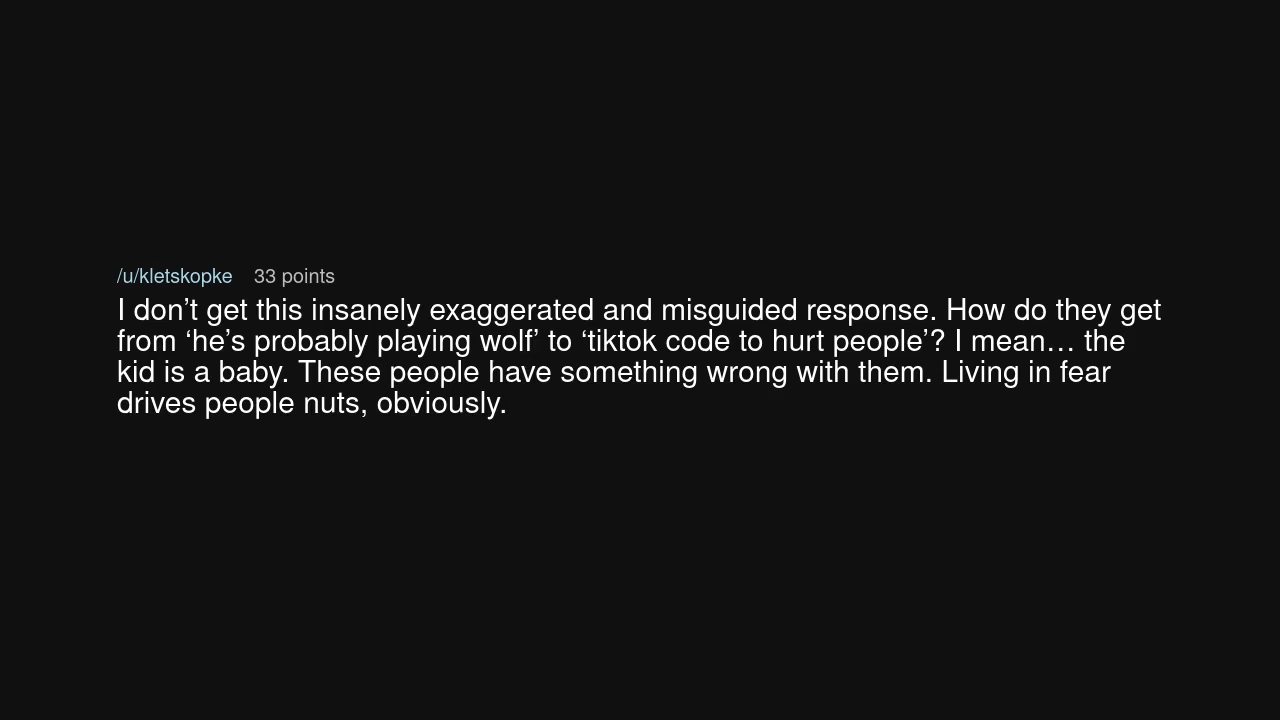 /u/kletskopke 33 points
I don’t get this insanely exaggerated and misguided response. How do they get
from ‘he’s probably playing wolf’ to ‘tiktok code to hurt people’? I mean… the
kid is a baby. These people have something wrong with them. Living in fear
drives people nuts, obviously.